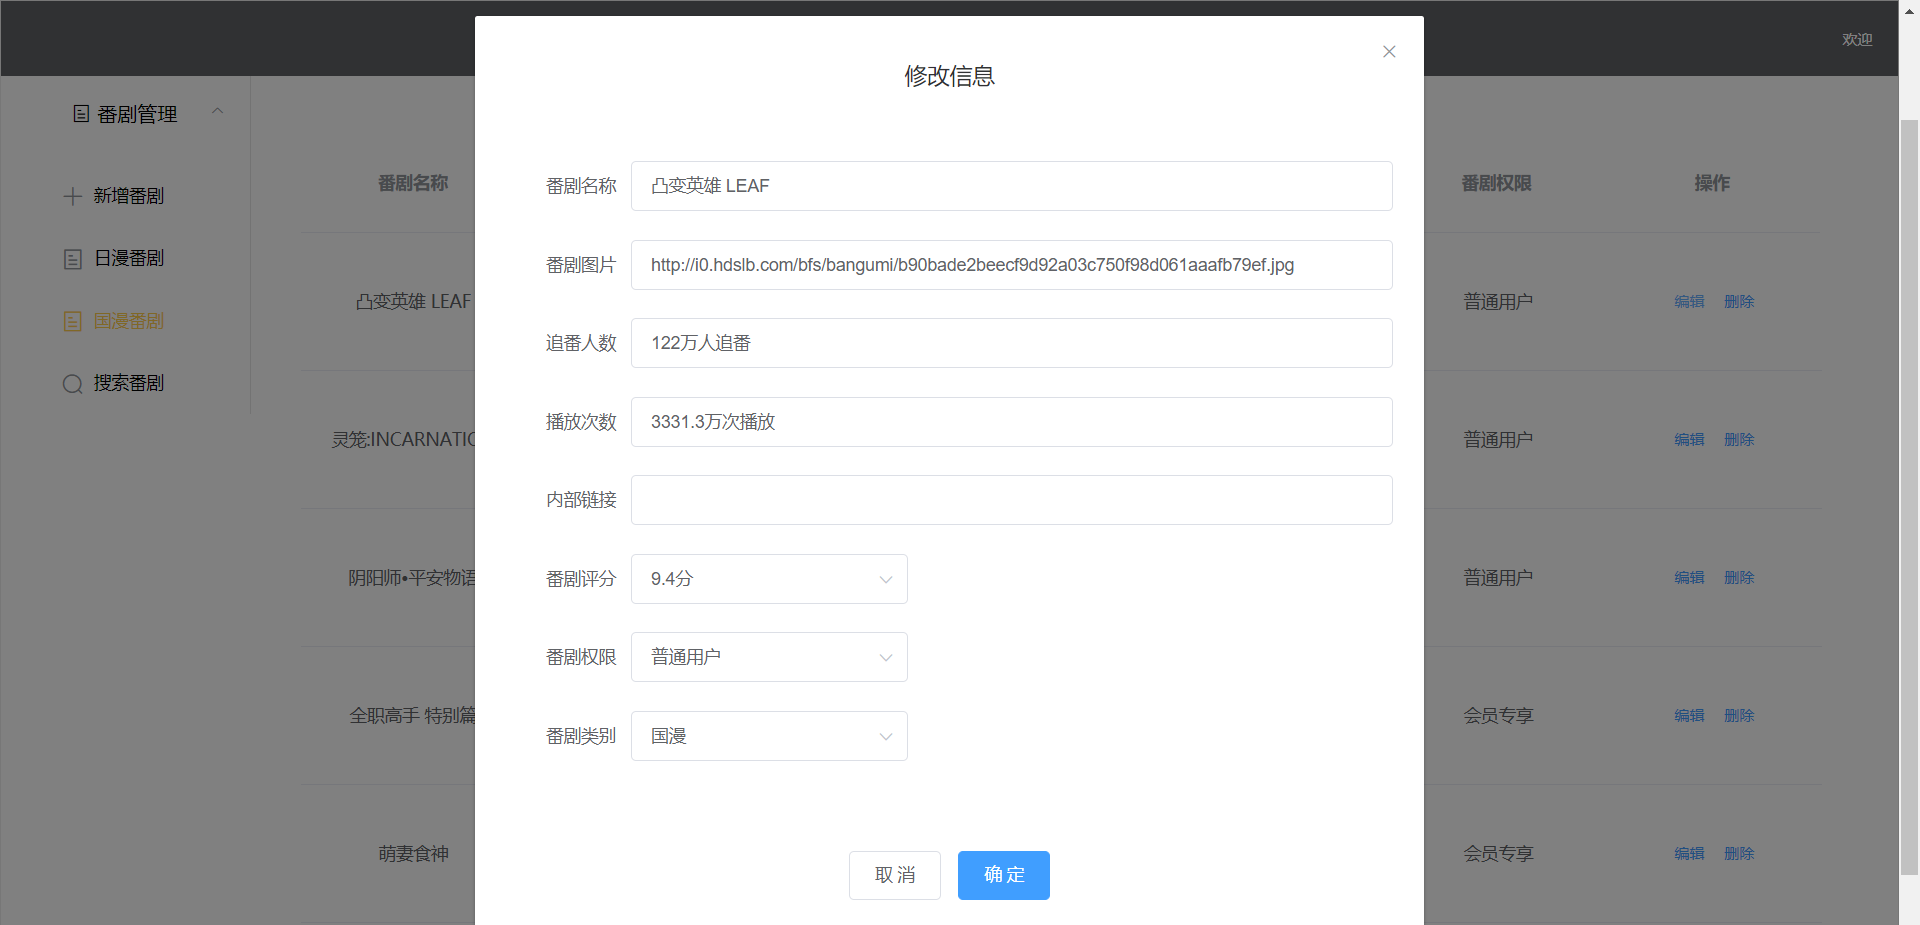 欢迎
修改信息
番剧管理
新增番剧
日漫番剧
国漫番剧
搜索番剧
番剧名称
番剧权限
操作
凸变英雄 LEAF
普通用户
编辑 删除
灵笼:INCARNATIO
普通用户
编辑 删除
阴阳师•平安物语
普通用户
编辑 删除
全职高手 特别篇
会员专享
编辑 删除
萌妻食神
会员专享
编辑 删除
番剧名称 凸变英雄 LEAF
番剧图片 http://i0.hdslb.com/bfs/bangumi/b90bade2beecf9d92a03c750f98d061aaafb79ef.jpg
追番人数 122万人追番
播放次数 3331.3万次播放
内部链接
番剧评分 9.4分
番剧权限 普通用户
番剧类别 国漫
取 消 确 定